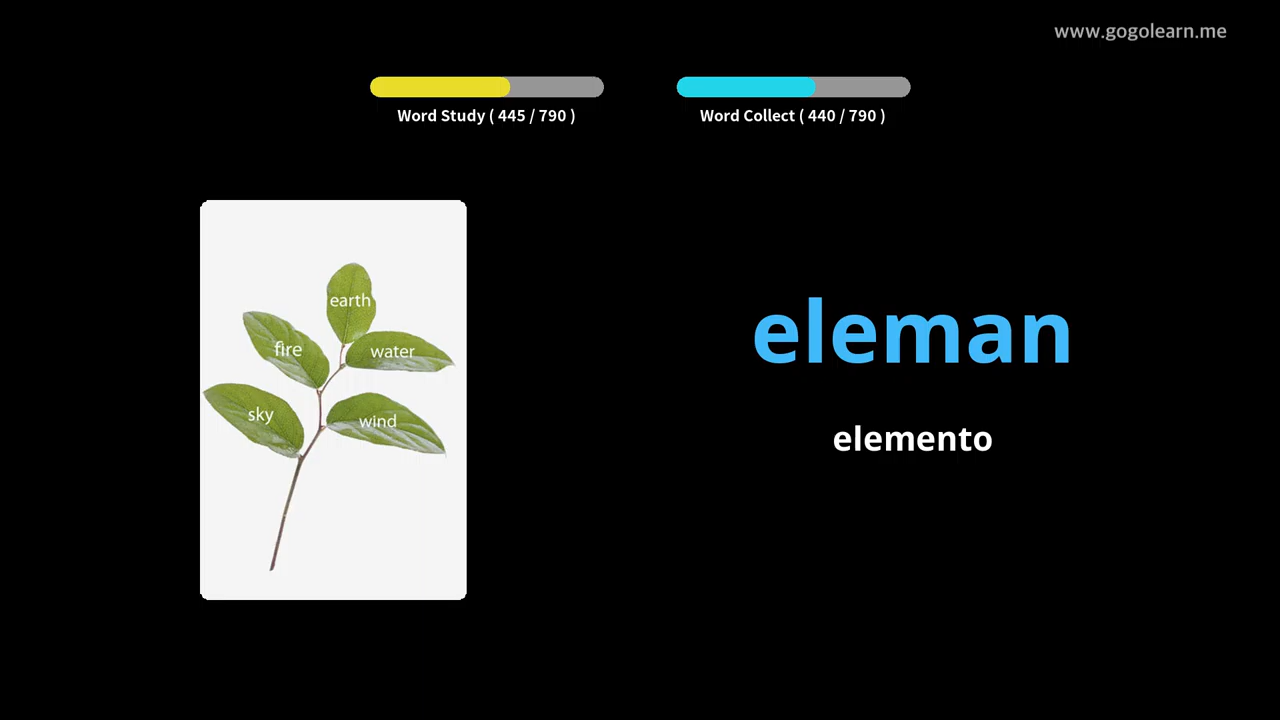 www.gogolearn.me
Word Study ( 445 / 790 )
Word Collect ( 440 / 790 )
earth
fire
water
sky
wind
eleman
elemento